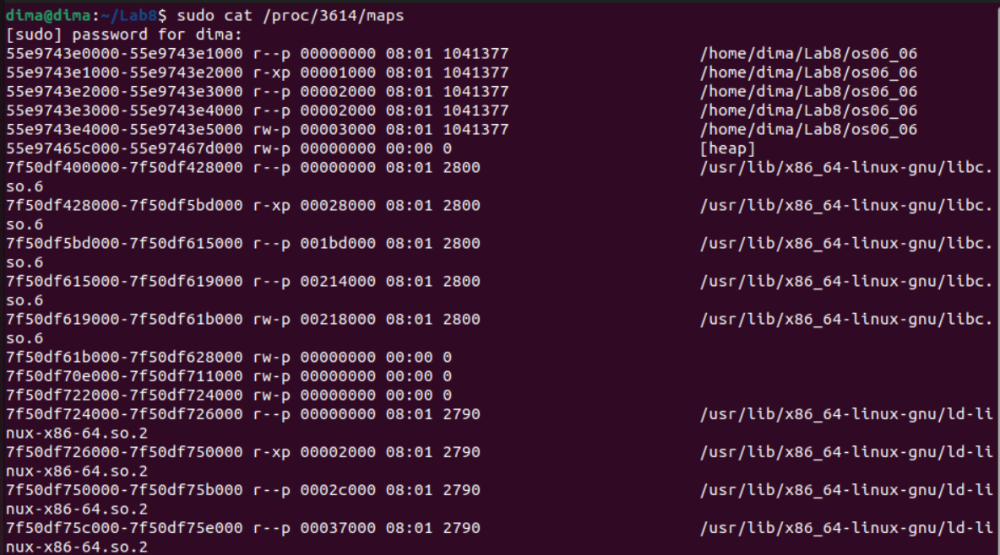 dima@dima:~/Lab8$ sudo cat /proc/3614/maps
[sudo] password for dima:
55e9743e0000-55e9743e1000 r--p 00000000 08:01 1041377                    /home/dima/Lab8/os06_06
55e9743e1000-55e9743e2000 r-xp 00001000 08:01 1041377                    /home/dima/Lab8/os06_06
55e9743e2000-55e9743e3000 r--p 00002000 08:01 1041377                    /home/dima/Lab8/os06_06
55e9743e3000-55e9743e4000 r--p 00002000 08:01 1041377                    /home/dima/Lab8/os06_06
55e9743e4000-55e9743e5000 rw-p 00003000 08:01 1041377                    /home/dima/Lab8/os06_06
55e97465c000-55e97467d000 rw-p 00000000 00:00 0                          [heap]
7f50df400000-7f50df428000 r--p 00000000 08:01 2800                       /usr/lib/x86_64-linux-gnu/libc.
so.6
7f50df428000-7f50df5bd000 r-xp 00028000 08:01 2800                       /usr/lib/x86_64-linux-gnu/libc.
so.6
7f50df5bd000-7f50df615000 r--p 001bd000 08:01 2800                       /usr/lib/x86_64-linux-gnu/libc.
so.6
7f50df615000-7f50df619000 r--p 00214000 08:01 2800                       /usr/lib/x86_64-linux-gnu/libc.
so.6
7f50df619000-7f50df61b000 rw-p 00218000 08:01 2800                       /usr/lib/x86_64-linux-gnu/libc.
so.6
7f50df61b000-7f50df628000 rw-p 00000000 00:00 0
7f50df70e000-7f50df711000 rw-p 00000000 00:00 0
7f50df722000-7f50df724000 rw-p 00000000 00:00 0
7f50df724000-7f50df726000 r--p 00000000 08:01 2790                       /usr/lib/x86_64-linux-gnu/ld-li
nux-x86-64.so.2
7f50df726000-7f50df750000 r-xp 00002000 08:01 2790                       /usr/lib/x86_64-linux-gnu/ld-li
nux-x86-64.so.2
7f50df750000-7f50df75b000 r--p 0002c000 08:01 2790                       /usr/lib/x86_64-linux-gnu/ld-li
nux-x86-64.so.2
7f50df75c000-7f50df75e000 r--p 00037000 08:01 2790                       /usr/lib/x86_64-linux-gnu/ld-li
nux-x86-64.so.2